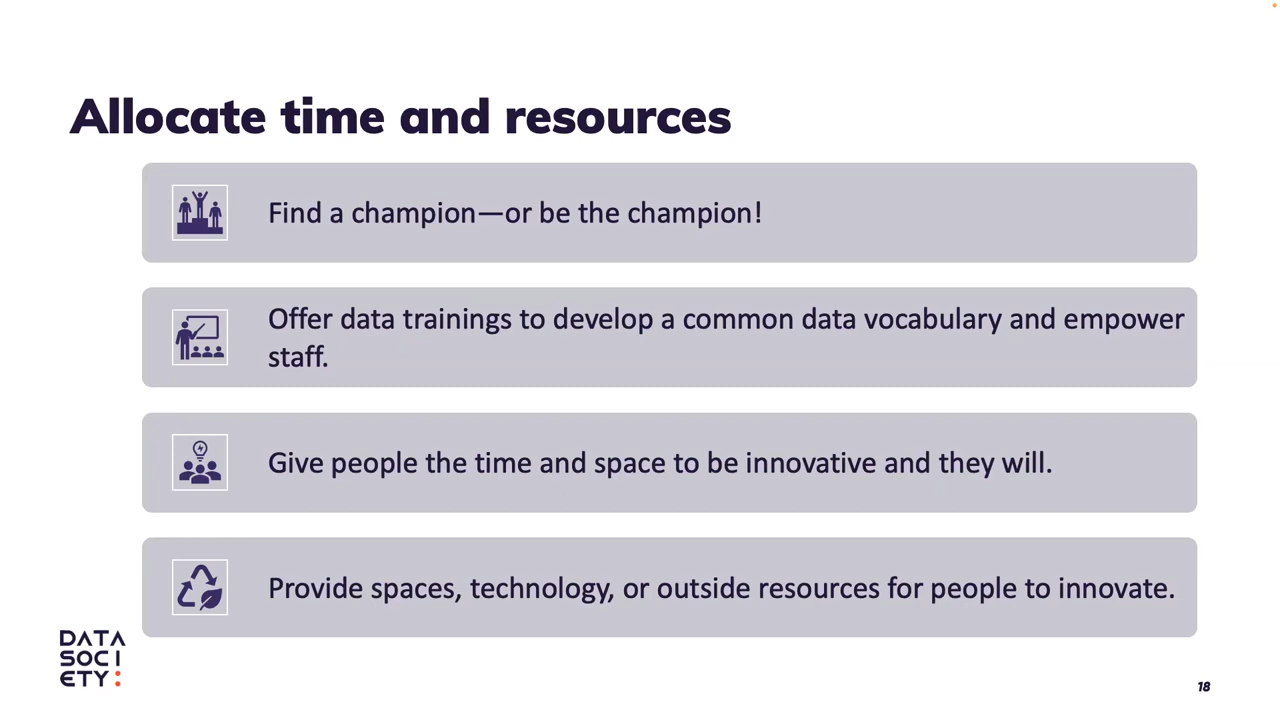 Allocate time and resources
Find a champion—or be the champion!
Offer data trainings to develop a common data vocabulary and empower
staff.
Give people the time and space to be innovative and they will.
Provide spaces, technology, or outside resources for people to innovate.
DATA
SOCI
ETY:
18